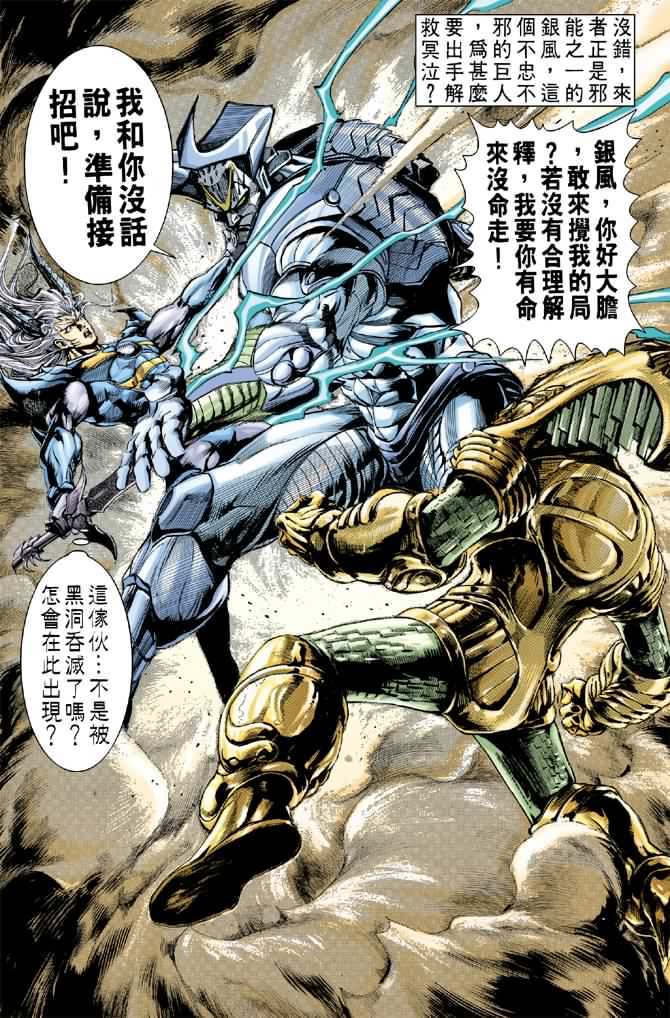 沒錯，來
者正是邪
能之一的
銀風，這
個不忠不
邪的巨人
，爲甚麼
要出手解
救冥泣？
銀風，你好大膽
，敢來攪我的局
？若沒有合理解
釋，我要你有命
來沒命走！
我和你沒話
說，準備接
招吧！
這傢伙…不是被
黑洞吞滅了嗎？
怎會在此出現？